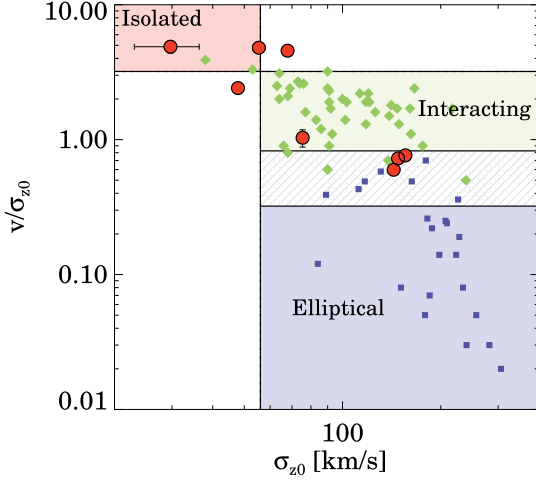 10.00
Isolated
Interacting
1.00
v/σz0
0.10
Elliptical
0.01
100
σz0 [km/s]